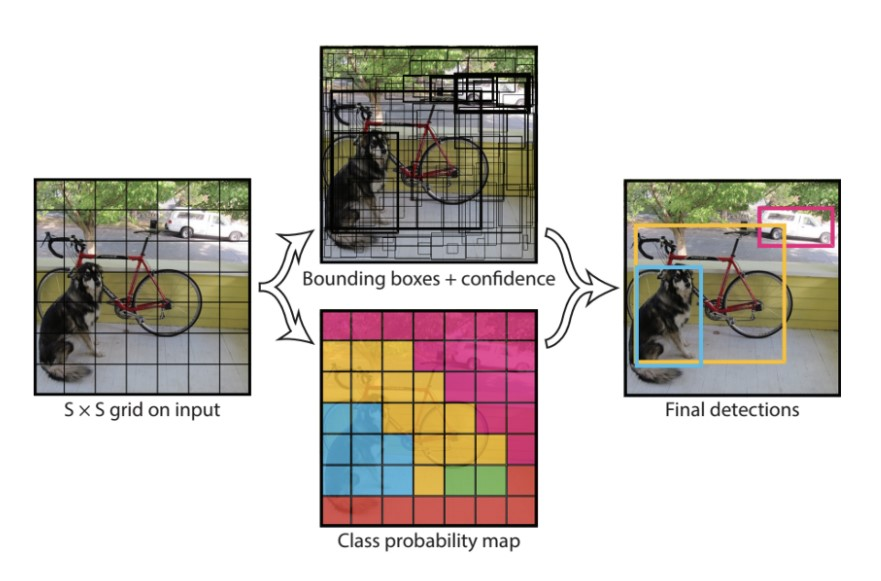 S × S grid on input
Bounding boxes + confidence
Class probability map
Final detections